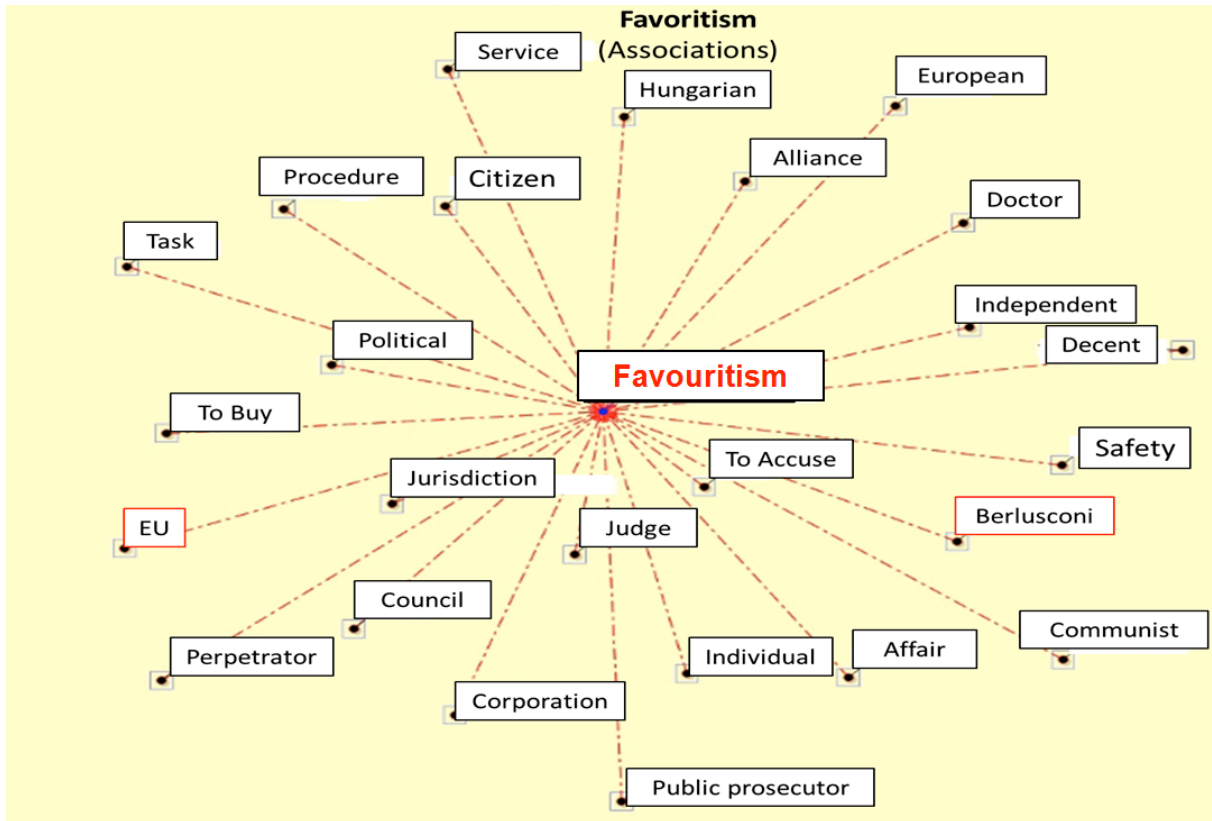 Favoritism
(Associations)
Service
Hungarian
European
Alliance
Procedure
Citizen
Doctor
Task
Independent
Political
Decent
Favouritism
To Buy
Safety
To Accuse
Jurisdiction
EU
Judge
Berlusconi
Council
Communist
Perpetrator
Individual
Affair
Corporation
Public prosecutor